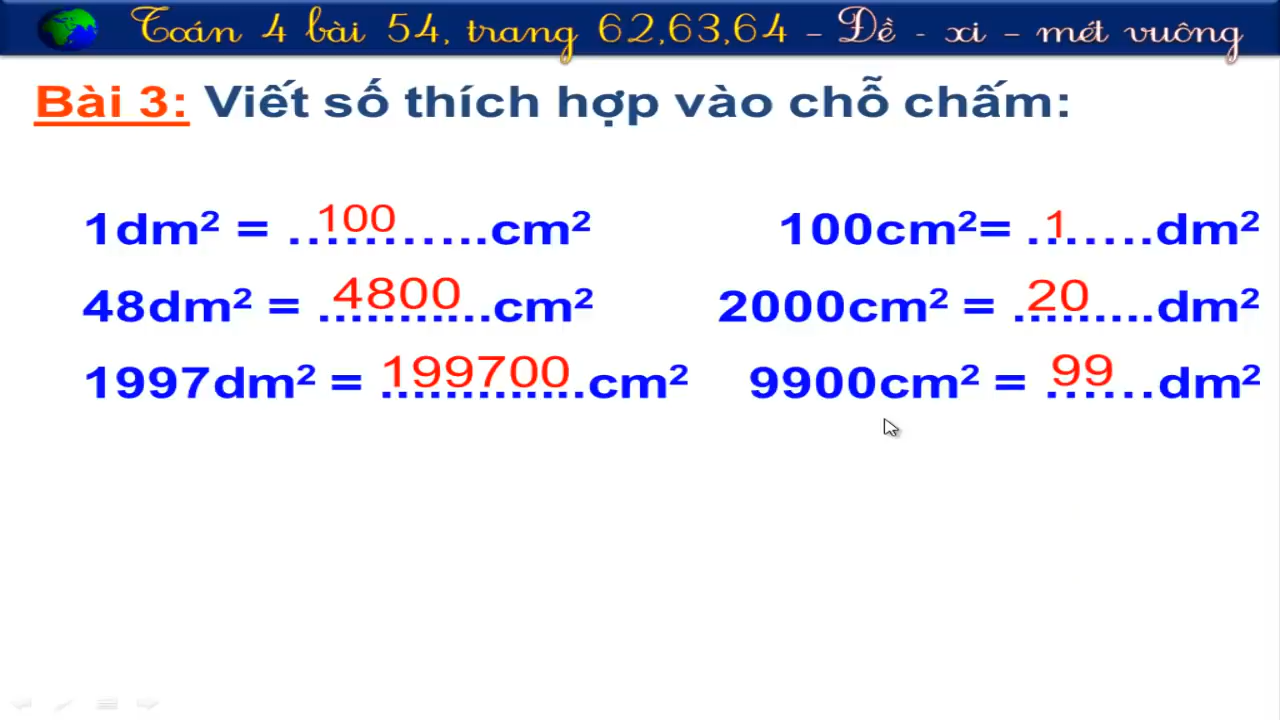 Toán 4 bài 54, trang 62,63,64 – Đề - xi – mét vuông
Bài 3: Viết số thích hợp vào chỗ chấm:
1dm² = ....100.......cm² 100cm²= .1......dm²
48dm² = .4800..........cm² 2000cm² = .20........dm²
1997dm² = 199700.............cm² 9900cm² = 99......dm²